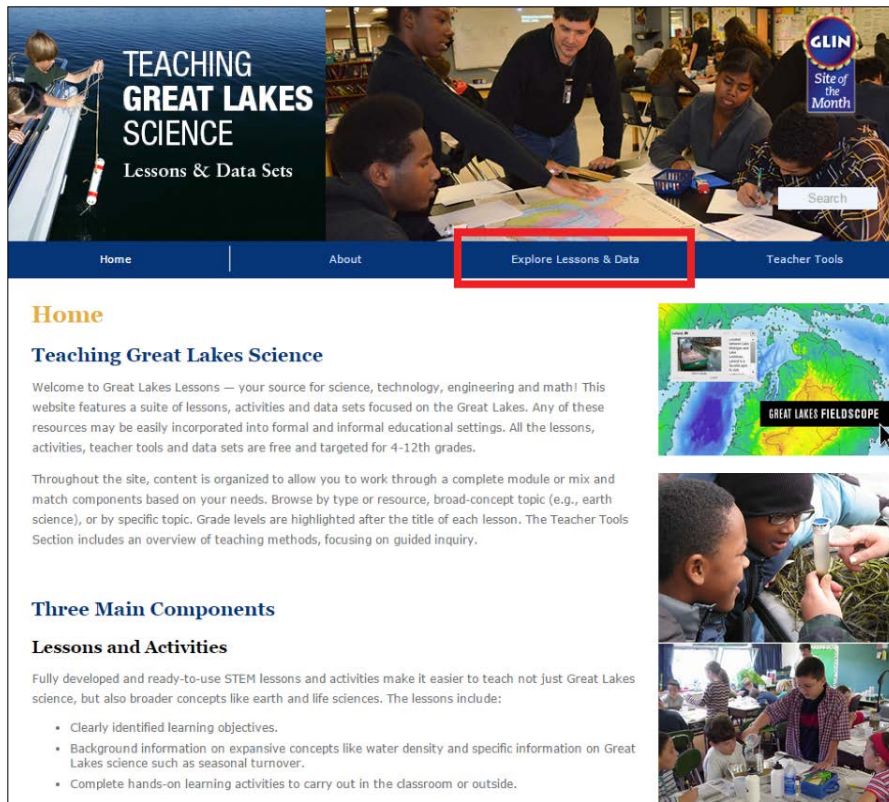 TEACHING
GREAT LAKES
SCIENCE
Lessons & Data Sets
GLIN
Site of
the
Month
Search
Home
About
Explore Lessons & Data
Teacher Tools
Home
Teaching Great Lakes Science
Welcome to Great Lakes Lessons — your source for science, technology, engineering and math! This
website features a suite of lessons, activities and data sets focused on the Great Lakes. Any of these
resources may be easily incorporated into formal and informal educational settings. All the lessons,
activities, teacher tools and data sets are free and targeted for 4-12th grades.
Throughout the site, content is organized to allow you to work through a complete module or mix and
match components based on your needs. Browse by type or resource, broad-concept topic (e.g., earth
science), or by specific topic. Grade levels are highlighted after the title of each lesson. The Teacher Tools
Section includes an overview of teaching methods, focusing on guided inquiry.
GREAT LAKES FIELDSCOPE
Three Main Components
Lessons and Activities
Fully developed and ready-to-use STEM lessons and activities make it easier to teach not just Great Lakes
science, but also broader concepts like earth and life sciences. The lessons include:
• Clearly identified learning objectives.
• Background information on expansive concepts like water density and specific information on Great
Lakes science such as seasonal turnover.
• Complete hands-on learning activities to carry out in the classroom or outside.